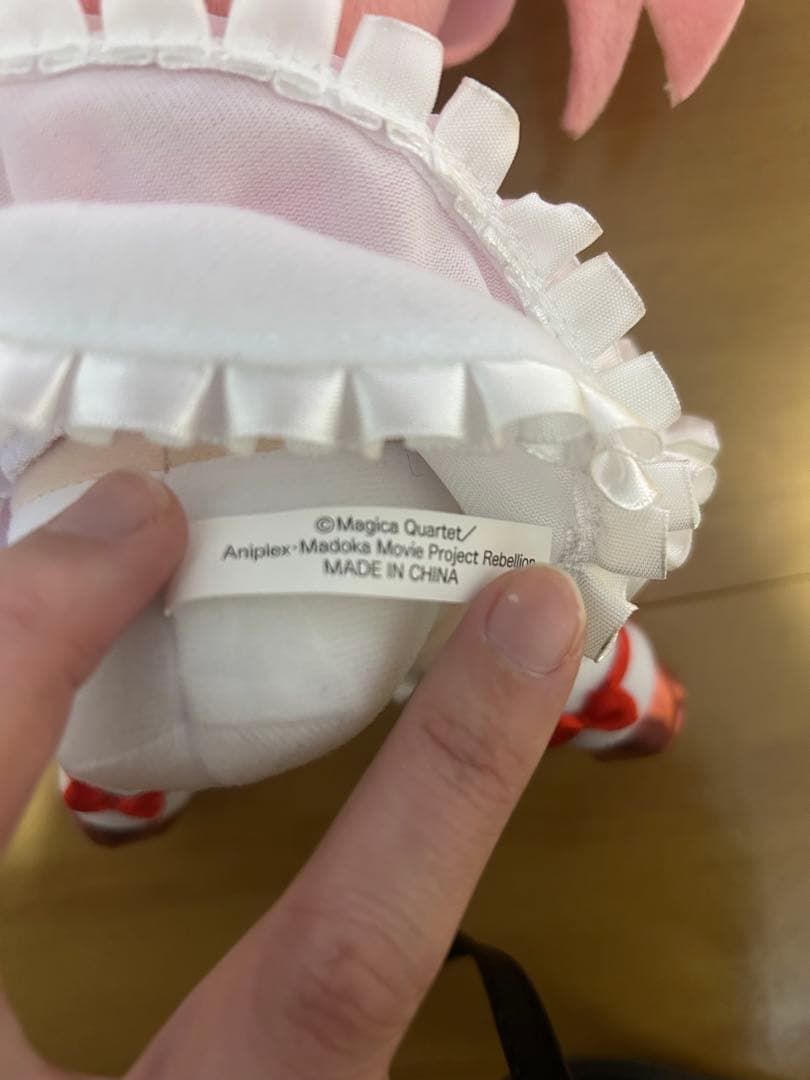 ©Magica Quartet/
Aniplex・Madoka Movie Project Rebellion
MADE IN CHINA